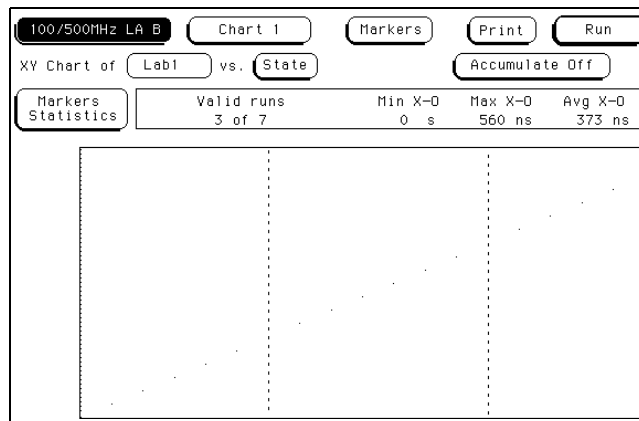 100/500MHz LA B Chart 1 Markers Print Run
XY Chart of Lab1 vs. State Accumulate Off
Markers Statistics
Valid runs Min X-O Max X-O Avg X-O
3 of 7 0 s 560 ns 373 ns